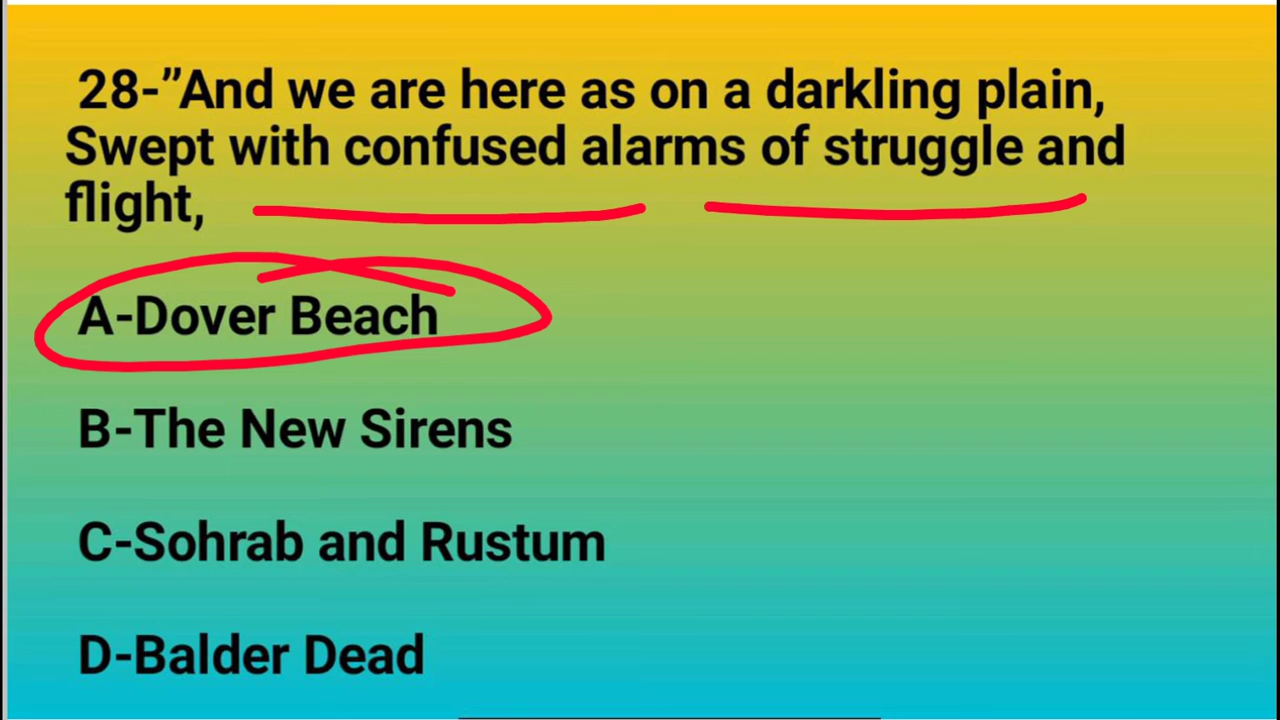 28-”And we are here as on a darkling plain,
Swept with confused alarms of struggle and
flight,
A-Dover Beach
B-The New Sirens
C-Sohrab and Rustum
D-Balder Dead